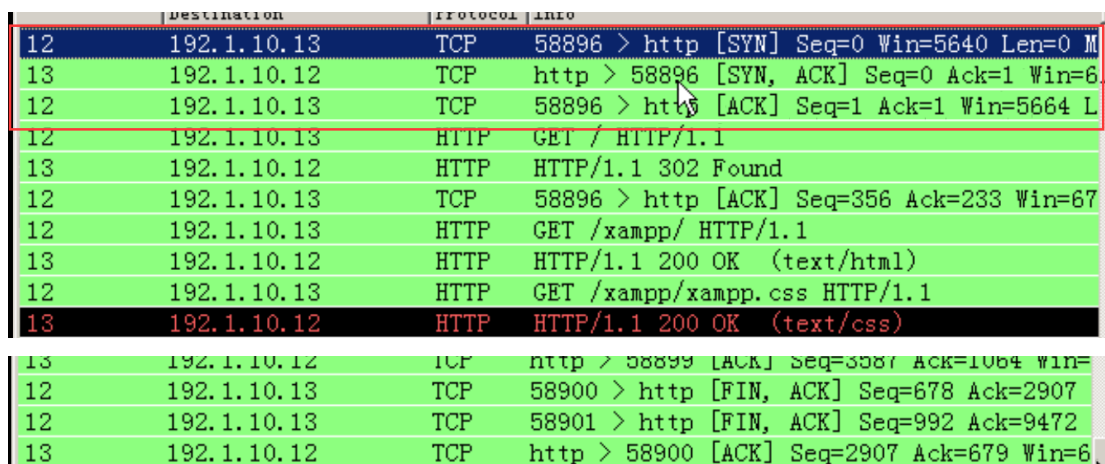 Destination Protocol Info
12 192.1.10.13 TCP 58896 > http [SYN] Seq=0 Win=5640 Len=0 M
13 192.1.10.12 TCP http > 58896 [SYN, ACK] Seq=0 Ack=1 Win=6
12 192.1.10.13 TCP 58896 > http [ACK] Seq=1 Ack=1 Win=5664 L
12 192.1.10.13 HTTP GET / HTTP/1.1
13 192.1.10.12 HTTP HTTP/1.1 302 Found
12 192.1.10.13 TCP 58896 > http [ACK] Seq=356 Ack=233 Win=67
12 192.1.10.13 HTTP GET /xampp/ HTTP/1.1
13 192.1.10.12 HTTP HTTP/1.1 200 OK (text/html)
12 192.1.10.13 HTTP GET /xampp/xampp.css HTTP/1.1
13 192.1.10.12 HTTP HTTP/1.1 200 OK (text/css)
13 192.1.10.12 TCP http > 58899 [ACK] Seq=3587 Ack=1064 Win=
12 192.1.10.13 TCP 58900 > http [FIN, ACK] Seq=678 Ack=2907
12 192.1.10.13 TCP 58901 > http [FIN, ACK] Seq=992 Ack=9472
13 192.1.10.12 TCP http > 58900 [ACK] Seq=2907 Ack=679 Win=6